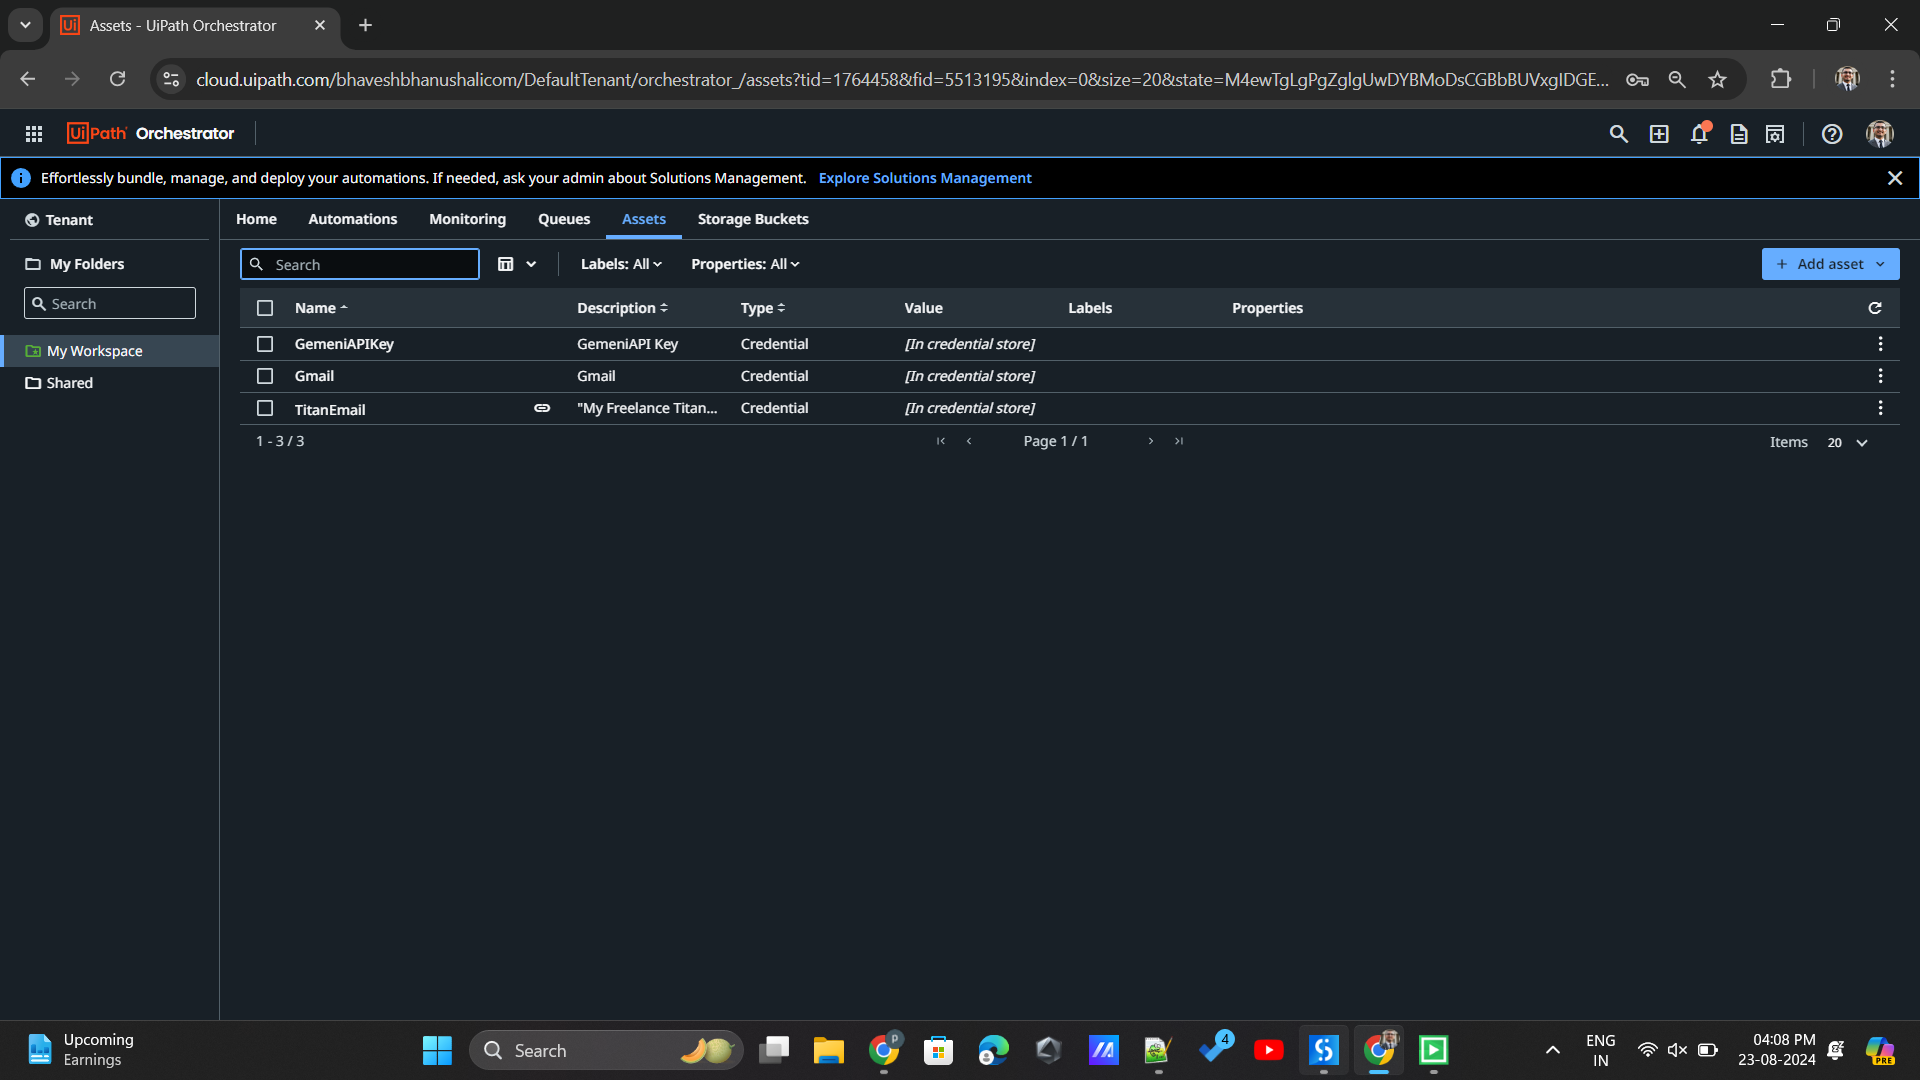 Assets - UiPath Orchestrator
cloud.uipath.com/bhaveshbhanushalicom/DefaultTenant/orchestrator_/assets?tid=1764458&fid=5513195&index=0&size=20&state=M4ewTgLgPgZglgUwDYBMoDsCGBbBUVxgIDGE...
UiPath Orchestrator
Effortlessly bundle, manage, and deploy your automations. If needed, ask your admin about Solutions Management. Explore Solutions Management
Tenant
Home Automations Monitoring Queues Assets Storage Buckets
My Folders
Search
My Workspace
Shared
Search
Labels: All Properties: All
Add asset
Name Description Type Value Labels Properties
GemeniAPIKey GemeniAPI Key Credential [In credential store]
Gmail Gmail Credential [In credential store]
TitanEmail "My Freelance Titan... Credential [In credential store]
1 - 3 / 3 Page 1 / 1 Items 20
Upcoming
Earnings
Search
P
4
ENG
IN
04:08 PM
23-08-2024
PRE